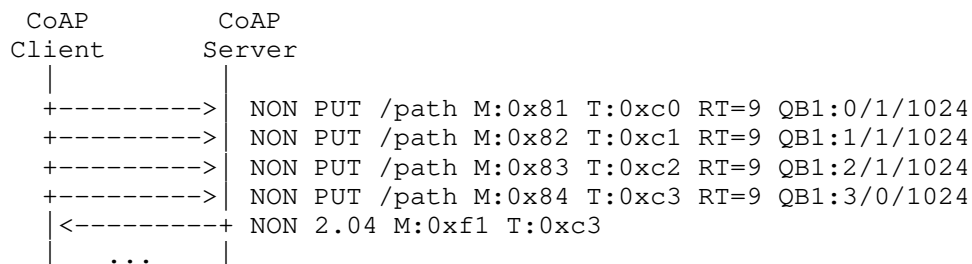 CoAP        CoAP
Client      Server
|          |
+--------->| NON PUT /path M:0x81 T:0xc0 RT=9 QB1:0/1/1024
+--------->| NON PUT /path M:0x82 T:0xc1 RT=9 QB1:1/1/1024
+--------->| NON PUT /path M:0x83 T:0xc2 RT=9 QB1:2/1/1024
+--------->| NON PUT /path M:0x84 T:0xc3 RT=9 QB1:3/0/1024
|<---------+ NON 2.04 M:0xf1 T:0xc3
|   ...    |